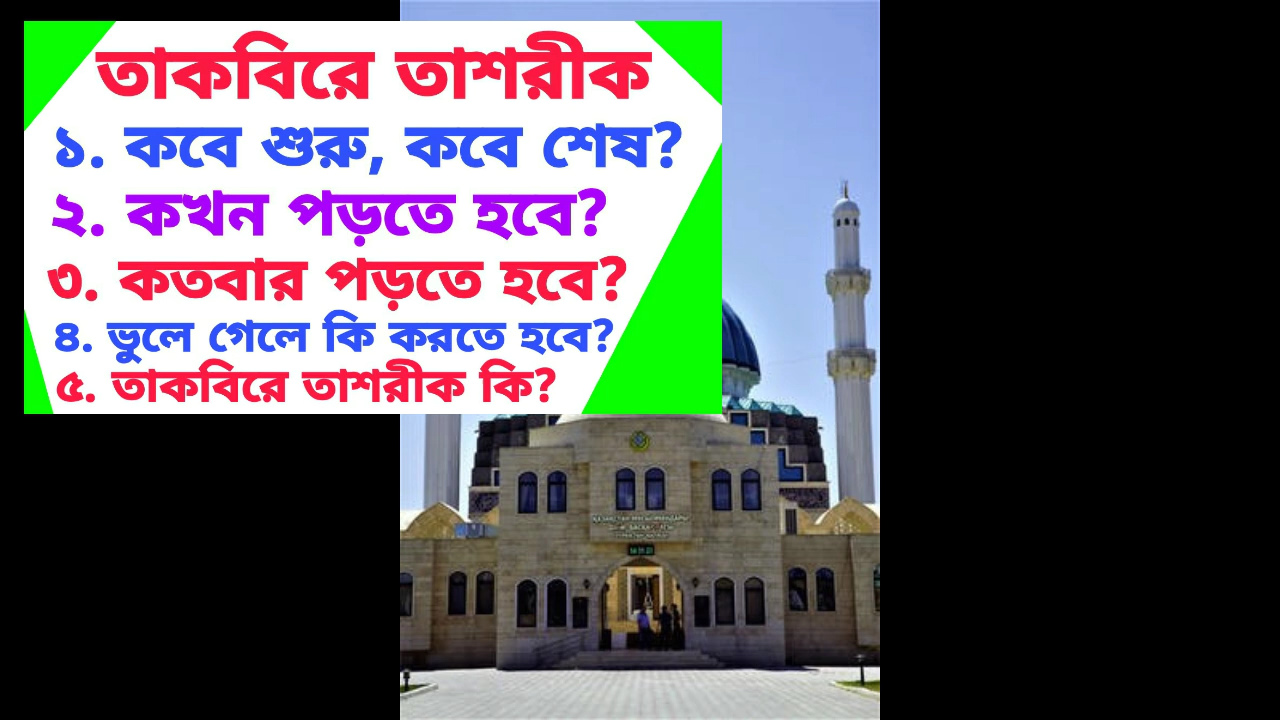 তাকবিরে তাশরীক
১. কবে শুরু, কবে শেষ?
২. কখন পড়তে হবে?
৩. কতবার পড়তে হবে?
৪. ভুলে গেলে কি করতে হবে?
৫. তাকবিরে তাশরীক কি?